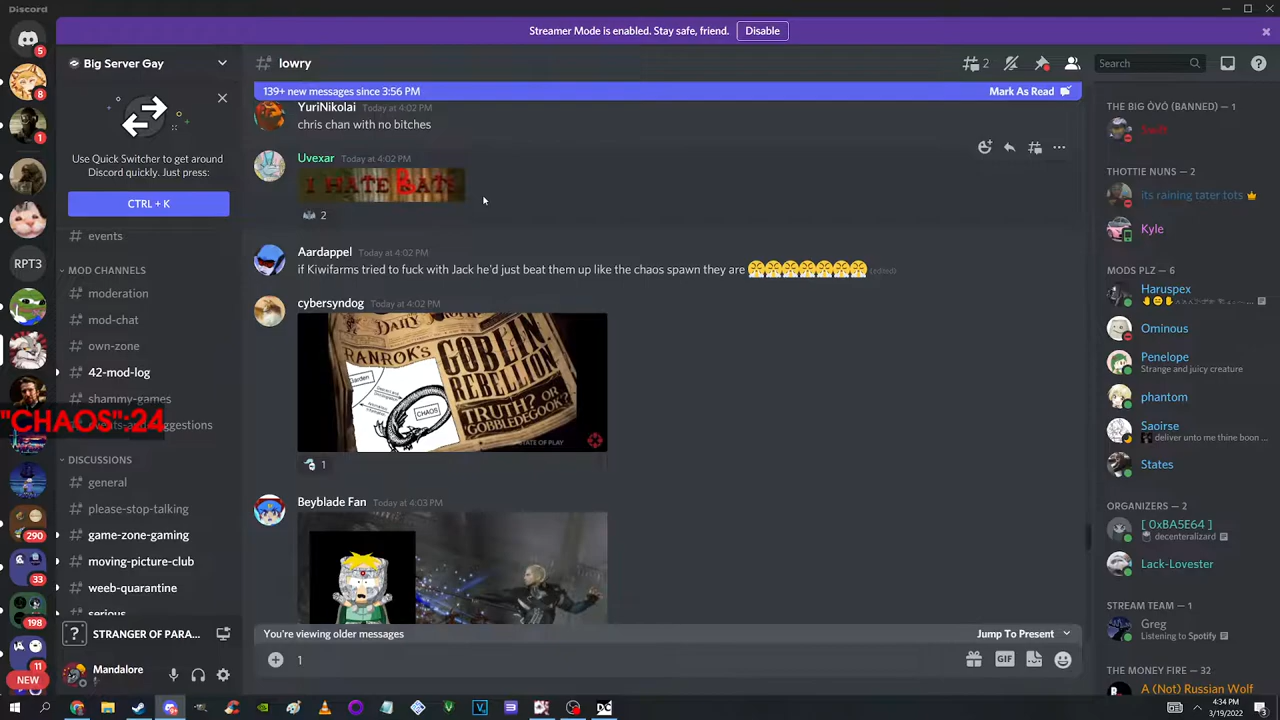 Discord
Streamer Mode is enabled. Stay safe, friend. Disable
5
8
1
RPT3
290
33
198
11
NEW
Big Server Gay
Use Quick Switcher to get around
Discord quickly. Just press:
CTRL + K
events
MOD CHANNELS
moderation
mod-chat
own-zone
42-mod-log
shammy-games
"CHAOS":24
DISCUSSIONS
general
please-stop-talking
game-zone-gaming
moving-picture-club
weeb-quarantine
serious
STRANGER OF PARA...
?
Mandalore
lowry
2
Search
139+ new messages since 3:56 PM
Mark As Read
YuriNikolai Today at 4:02 PM
chris chan with no bitches
Uvexar Today at 4:02 PM
I HATE BATS
2
Aardappel Today at 4:02 PM
if Kiwifarms tried to fuck with Jack he'd just beat them up like the chaos spawn they are 😤😤😤😤😤😤😤 (edited)
cybersyndog Today at 4:02 PM
DAILY
RANROK'S
GOBLIN
REBELLION
TRUTH? OR
'GOBBLEDEGOOK?'
Garden
CHAOS
STATE OF PLAY
1
Beyblade Fan Today at 4:03 PM
You're viewing older messages
Jump To Present
1
GIF
THE BIG ÓVÓ (BANNED) — 1
Swift
THOTTIE NUNS — 2
its raining tater tots
Kyle
MODS PLZ — 6
Haruspex
Ominous
Penelope
Strange and juicy creature
phantom
Saoirse
deliver unto me thine boon ...
States
ORGANIZERS — 2
[ 0xBA5E64 ]
decenteralizard
Lack-Lovester
STREAM TEAM — 1
Greg
Listening to Spotify
THE MONEY FIRE — 32
A (Not) Russian Wolf
4:34 PM
3/19/2022
3